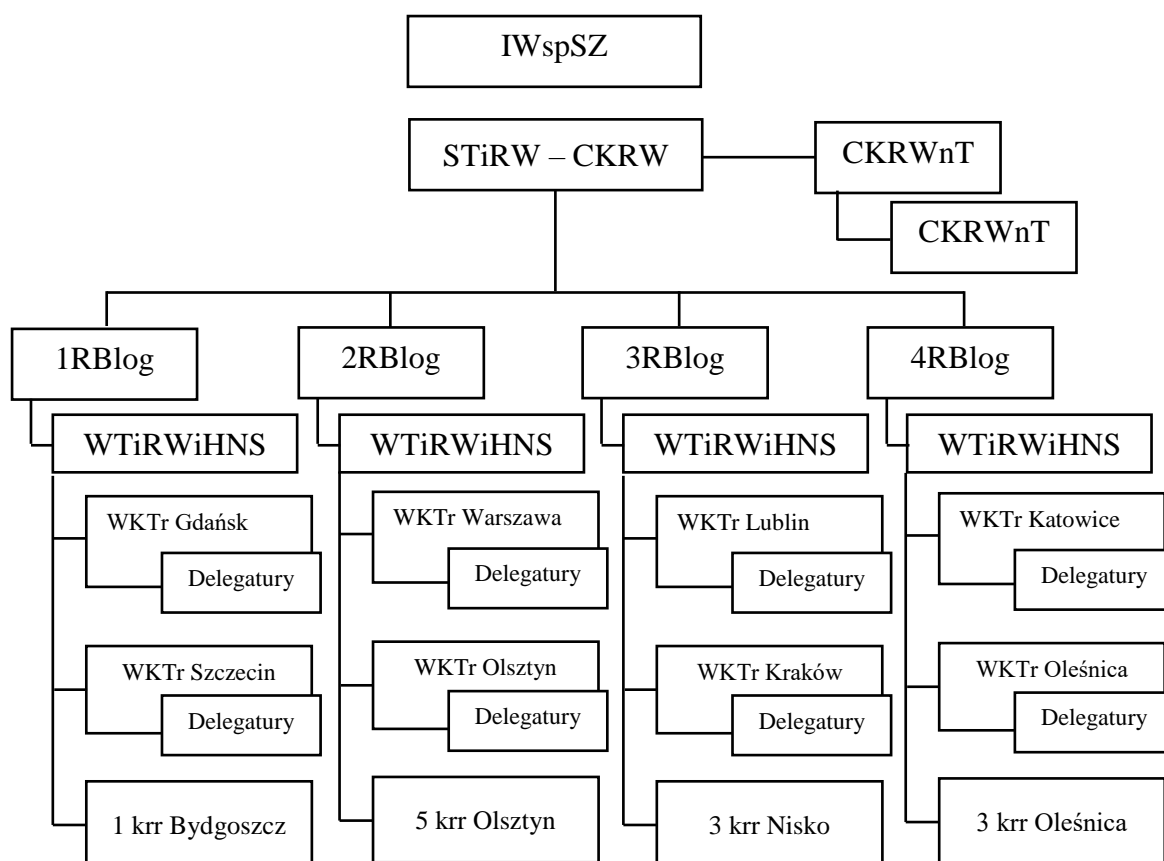 IWspSZ
STiRW – CKRW
CKRWnT
CKRWnT
1RBlog
2RBlog
3RBlog
4RBlog
WTiRWiHNS
WTiRWiHNS
WTiRWiHNS
WTiRWiHNS
WKTr Gdańsk
WKTr Warszawa
WKTr Lublin
WKTr Katowice
Delegatury
Delegatury
Delegatury
Delegatury
WKTr Szczecin
WKTr Olsztyn
WKTr Kraków
WKTr Oleśnica
Delegatury
Delegatury
Delegatury
Delegatury
1 krr Bydgoszcz
5 krr Olsztyn
3 krr Nisko
3 krr Oleśnica